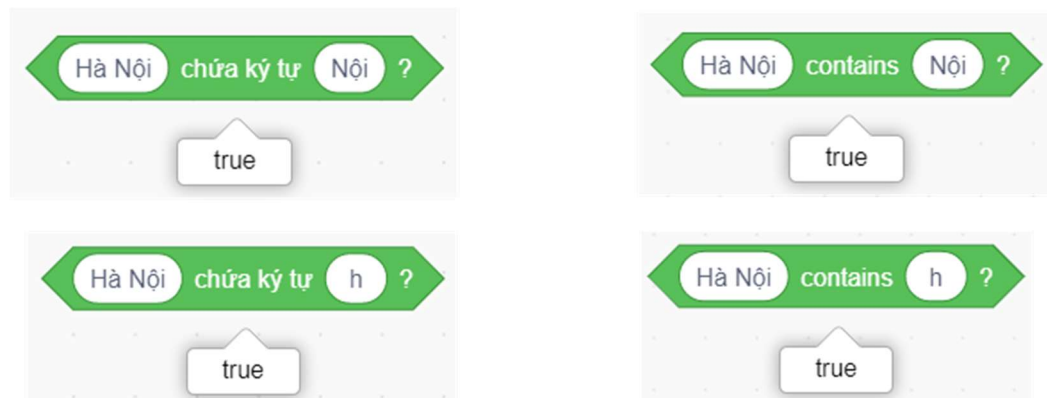 Hà Nội chứa ký tự Nội ?
true
Hà Nội contains Nội ?
true
Hà Nội chứa ký tự h ?
true
Hà Nội contains h ?
true